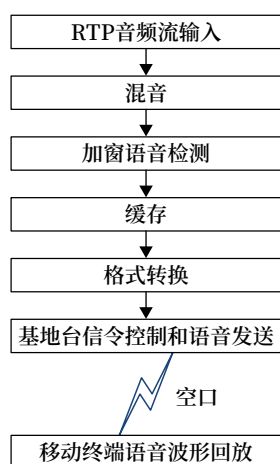 RTP音频流输入
混音
加窗语音检测
缓存
格式转换
基地台信令控制和语音发送
空口
移动终端语音波形回放